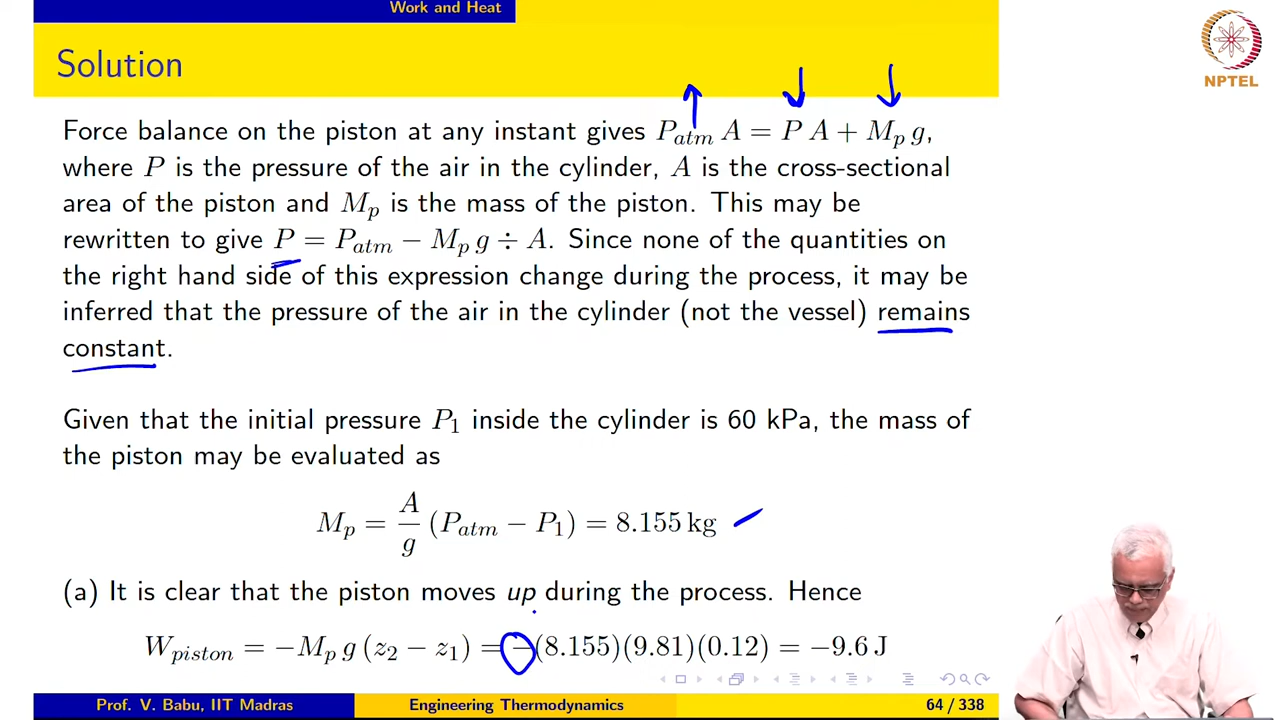 Work and Heat
Solution
NPTEL
Force balance on the piston at any instant gives P_atm A = P A + M_p g,
where P is the pressure of the air in the cylinder, A is the cross-sectional
area of the piston and M_p is the mass of the piston. This may be
rewritten to give P = P_atm − M_p g ÷ A. Since none of the quantities on
the right hand side of this expression change during the process, it may be
inferred that the pressure of the air in the cylinder (not the vessel) remains
constant.
Given that the initial pressure P_1 inside the cylinder is 60 kPa, the mass of
the piston may be evaluated as
M_p = A/g (P_atm − P_1) = 8.155 kg
(a) It is clear that the piston moves up during the process. Hence
W_piston = −M_p g (z_2 − z_1) = −(8.155)(9.81)(0.12) = −9.6 J
Prof. V. Babu, IIT Madras Engineering Thermodynamics 64 / 338